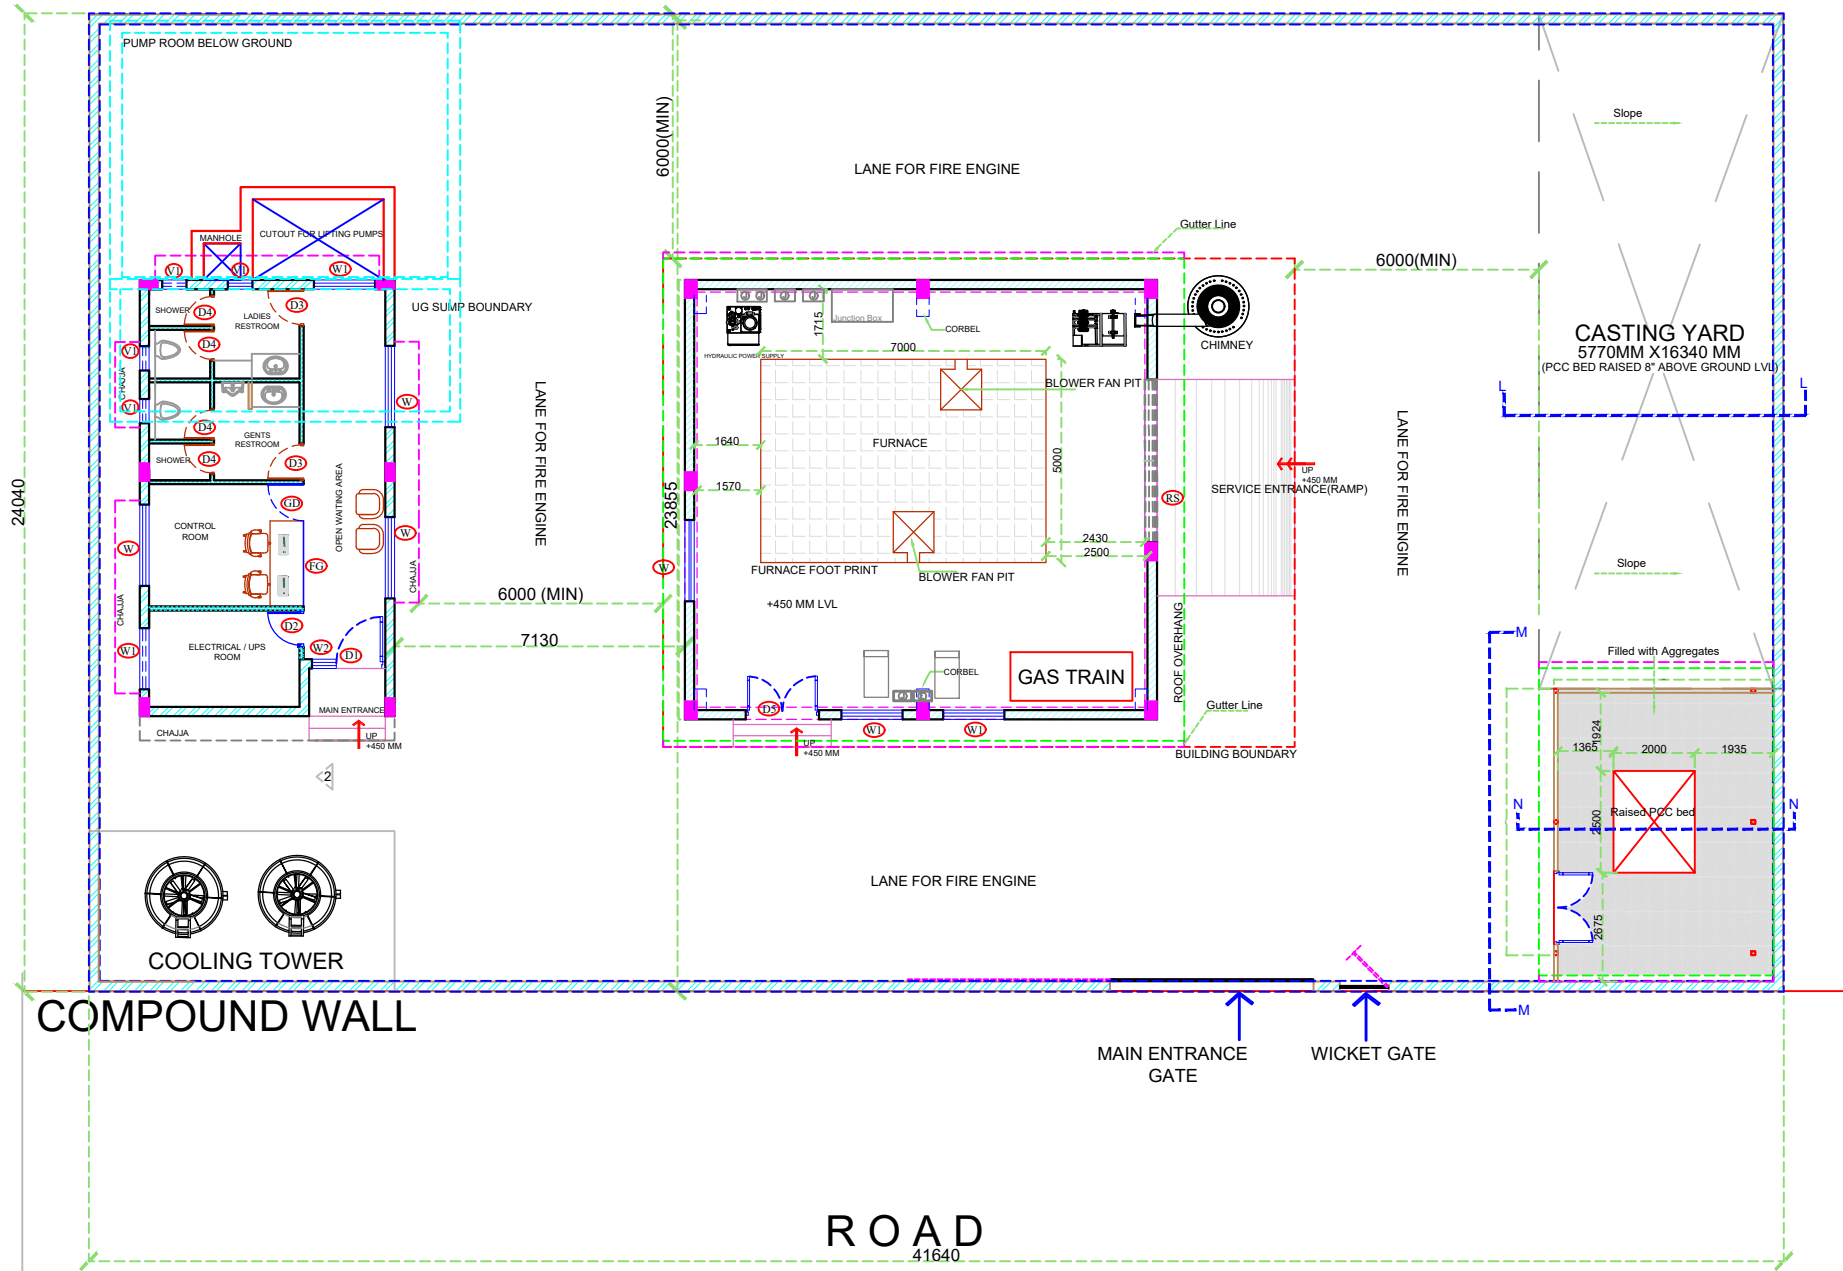 PUMP ROOM BELOW GROUND
6000(MIN)
LANE FOR FIRE ENGINE
Slope
Gutter Line
MANHOLE
CUTOUT FOR LIFTING PUMPS
V1
V1
W1
6000(MIN)
UG SUMP BOUNDARY
SHOWER
D4
LADIES
RESTROOM
D3
D4
V1
CHAJJA
V1
W
D4
GENTS
RESTROOM
D3
SHOWER
D4
OPEN WAITING AREA
GD
CONTROL
ROOM
W
W
FG
CHAJJA
CHAJJA
D2
W2
D1
W1
ELECTRICAL / UPS
ROOM
MAIN ENTRANCE
CHAJJA
UP
+450 MM
2
24040
LANE FOR FIRE ENGINE
6000 (MIN)
7130
23855
Junction Box
1715
HYDRAULIC POWER SUPPLY
CORBEL
7000
CHIMNEY
BLOWER FAN PIT
1640
FURNACE
5000
1570
RS
UP
+450 MM
SERVICE ENTRANCE(RAMP)
2430
2500
FURNACE FOOT PRINT
BLOWER FAN PIT
W
+450 MM LVL
CORBEL
GAS TRAIN
ROOF OVERHANG
D5
W1
W1
UP
+450 MM
Gutter Line
BUILDING BOUNDARY
LANE FOR FIRE ENGINE
CASTING YARD
5770MM X16340 MM
(PCC BED RAISED 8" ABOVE GROUND LVL)
L
L
Slope
M
Filled with Aggregates
1924
1365
2000
1935
N
N
2500
Raised PCC bed
2675
M
LANE FOR FIRE ENGINE
COOLING TOWER
COMPOUND WALL
MAIN ENTRANCE
GATE
WICKET GATE
ROAD
41640